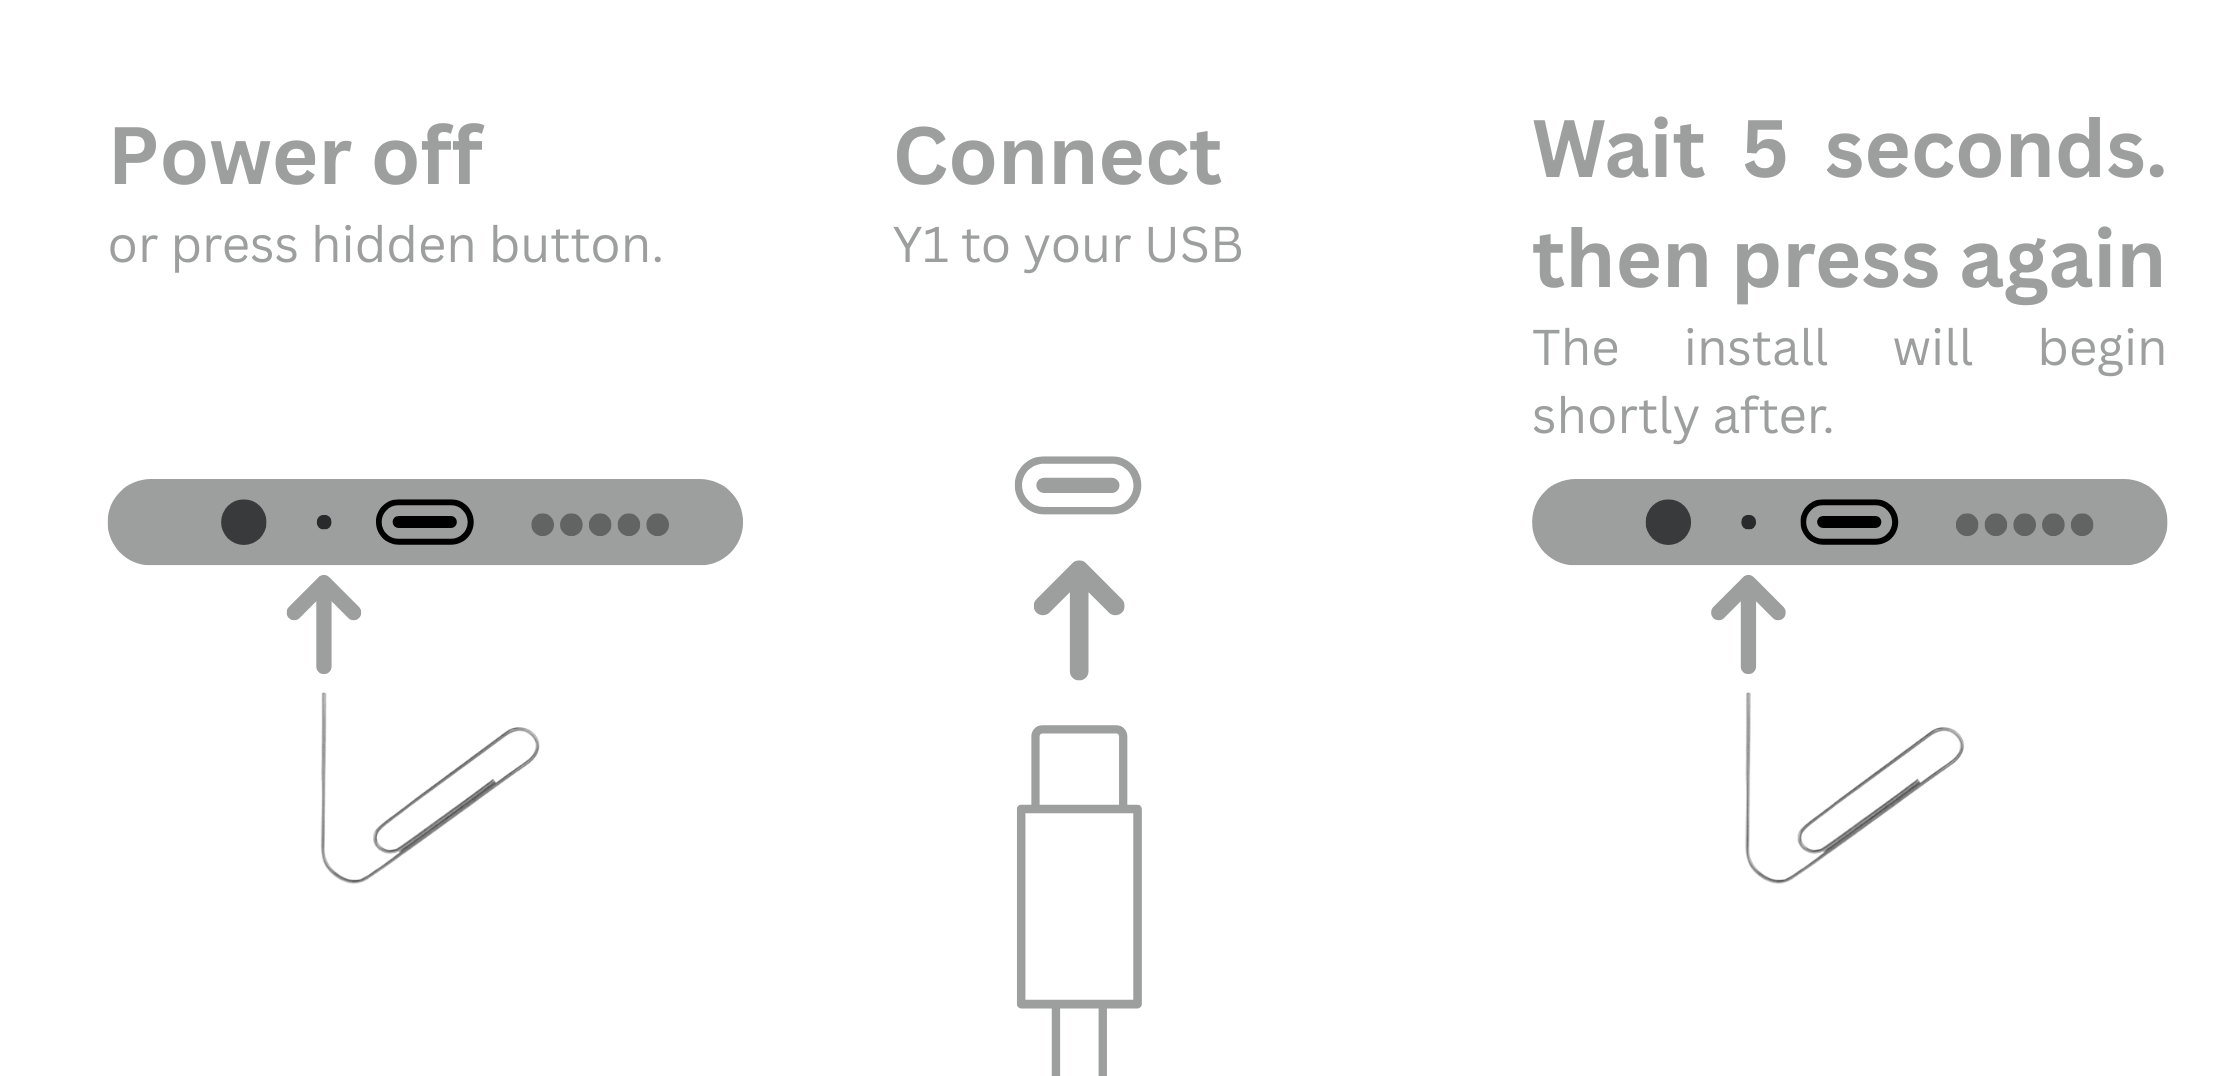 Power off
or press hidden button.
Connect
Y1 to your USB
Wait 5 seconds.
then press again
The install will begin
shortly after.